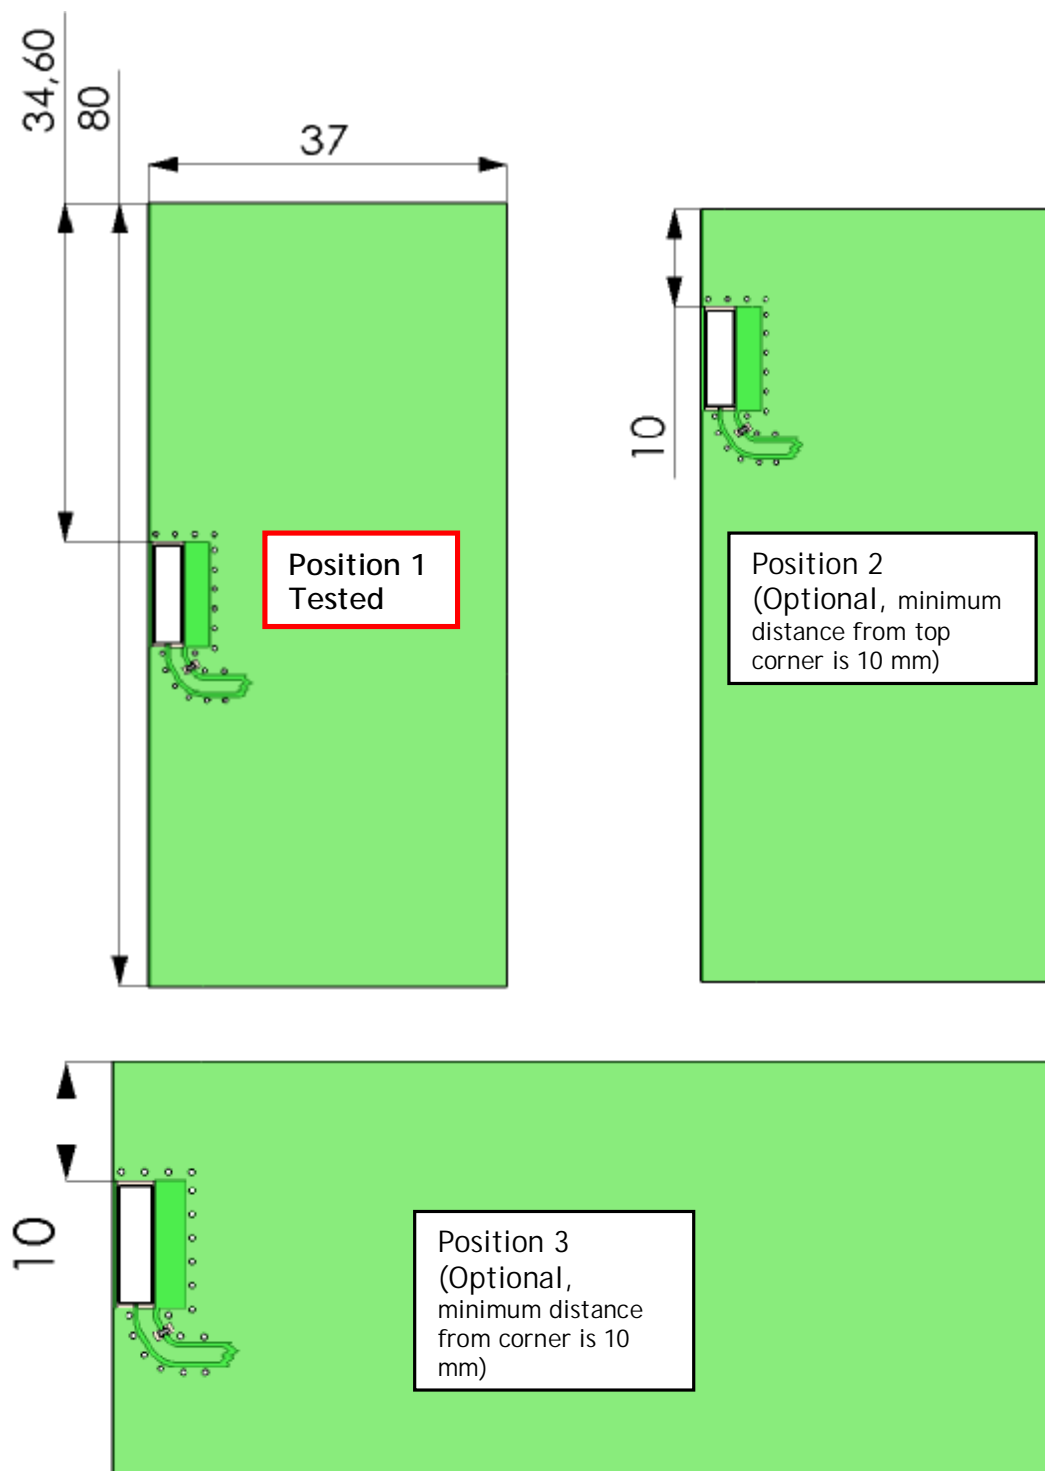 34,60
80
37
Position 1
Tested
10
Position 2
(Optional, minimum
distance from top
corner is 10 mm)
10
Position 3
(Optional,
minimum distance
from corner is 10
mm)